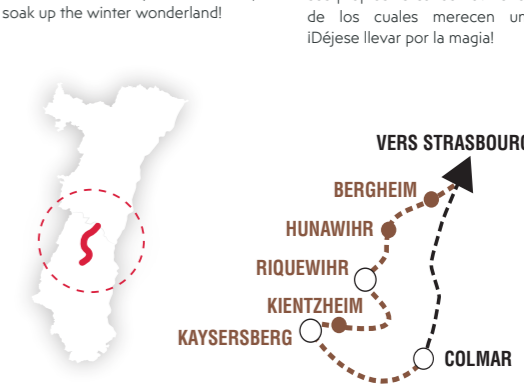 soak up the winter wonderland!
de los cuales merecen
¡Déjese llevar por la magia!
VERS STRASBOURG
BERGHEIM
HUNAWIHR
RIQUEWIHR
KIENTZHEIM
KAYSERSBERG
COLMAR